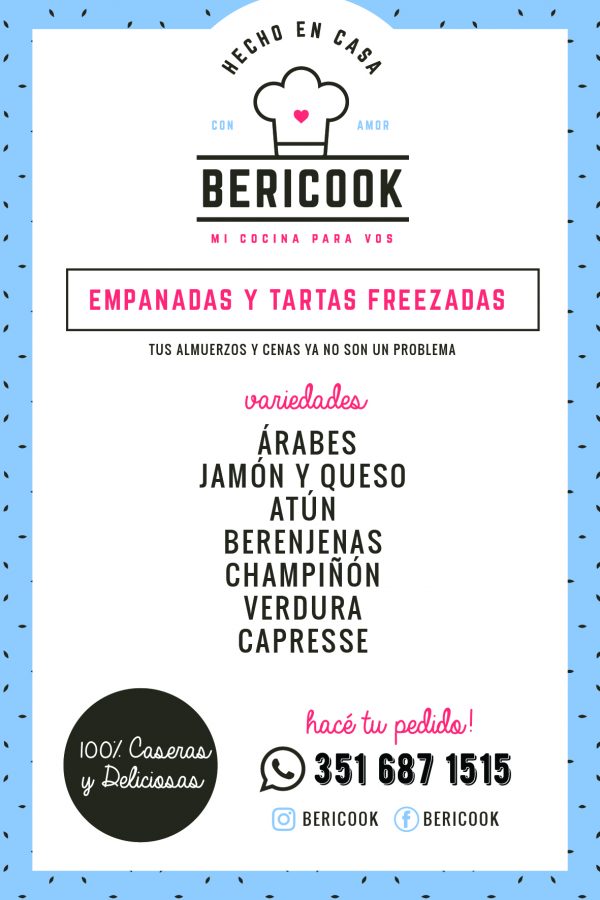 HECHO EN CASA
CON AMOR
BERICOOK
MI COCINA PARA VOS
EMPANADAS Y TARTAS FREEZADAS
TUS ALMUERZOS Y CENAS YA NO SON UN PROBLEMA
variedades
ÁRABES
JAMÓN Y QUESO
ATÚN
BERENJENAS
CHAMPIÑÓN
VERDURA
CAPRESSE
100% Caseras
y Deliciosas
hacé tu pedido!
351 687 1515
BERICOOK BERICOOK